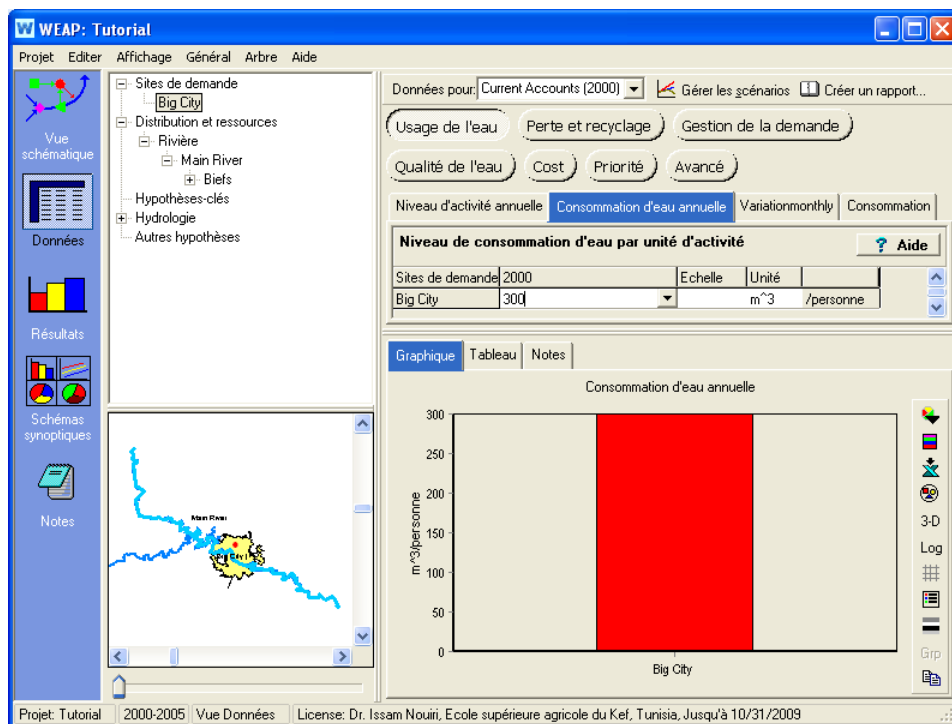 WEAP: Tutorial
Projet Editer Affichage Général Arbre Aide
Vue schématique
Données
Résultats
Schémas synoptiques
Notes
Sites de demande
Big City
Distribution et ressources
Rivière
Main River
Biefs
Hypothèses-clés
Hydrologie
Autres hypothèses
Main River
Big City
Données pour: Current Accounts (2000) Gérer les scénarios Créer un rapport...
Usage de l'eau Perte et recyclage Gestion de la demande
Qualité de l'eau Cost Priorité Avancé
Niveau d'activité annuelle Consommation d'eau annuelle Variationmonthly Consommation
Niveau de consommation d'eau par unité d'activité ? Aide
Sites de demande 2000 Echelle Unité
Big City 300 m^3 /personne
Graphique Tableau Notes
Consommation d'eau annuelle
m^3/personne
300
250
200
150
100
50
0
Big City
3-D
Log
Grp
Projet: Tutorial 2000-2005 Vue Données License: Dr. Issam Nouiri, Ecole supérieure agricole du Kef, Tunisia, Jusqu'à 10/31/2009